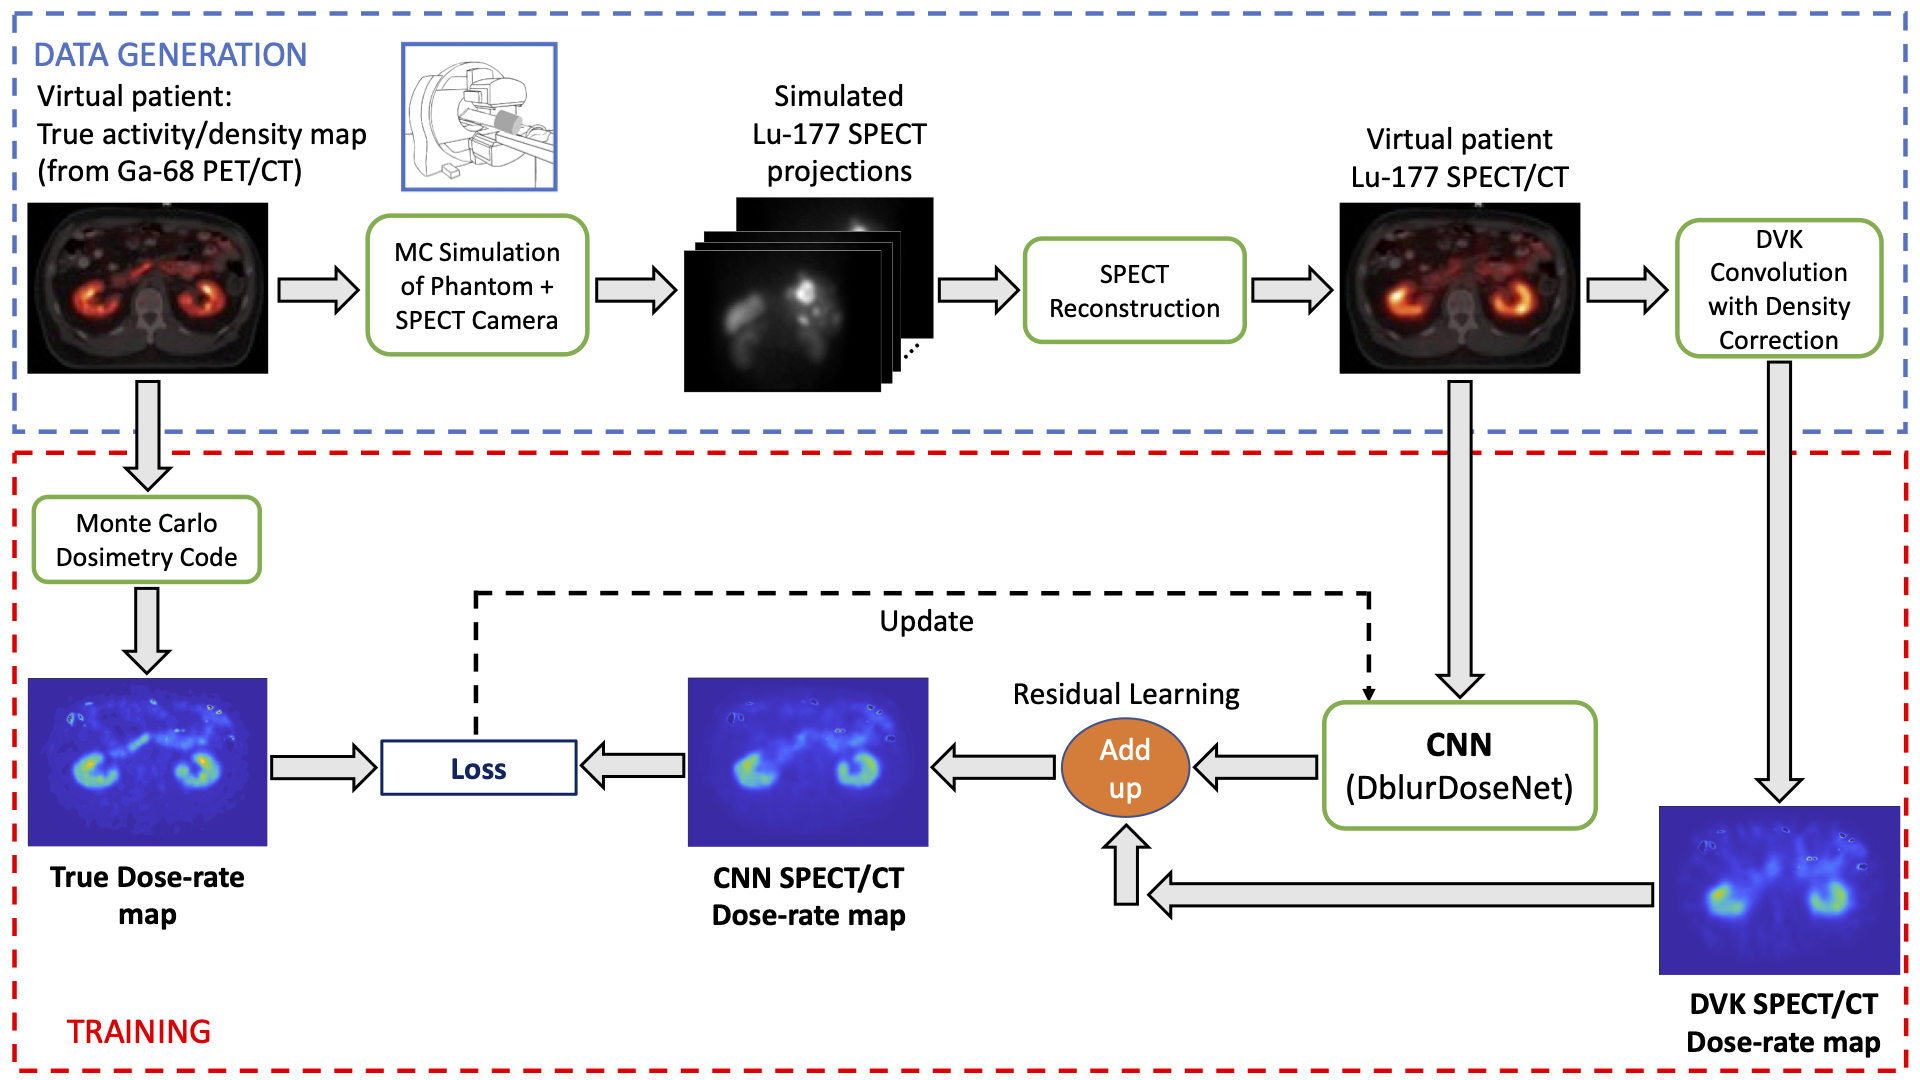 DATA GENERATION
Virtual patient:
True activity/density map
(from Ga-68 PET/CT)
MC Simulation
of Phantom +
SPECT Camera
Simulated
Lu-177 SPECT
projections
SPECT
Reconstruction
Virtual patient
Lu-177 SPECT/CT
DVK
Convolution
with Density
Correction
Monte Carlo
Dosimetry Code
True Dose-rate
map
Loss
Update
CNN SPECT/CT
Dose-rate map
Residual Learning
Add
up
CNN
(DblurDoseNet)
DVK SPECT/CT
Dose-rate map
TRAINING